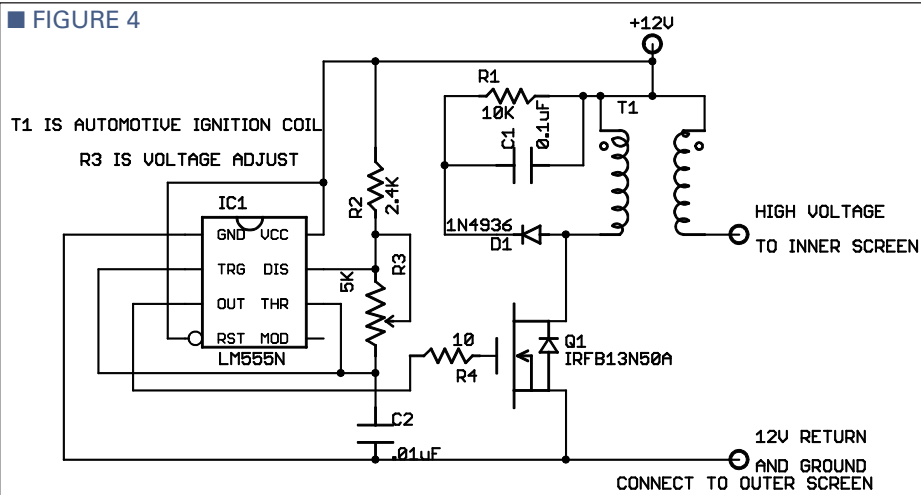 FIGURE 4
+12V
R1
10K
T1
C1
0.1uF
T1 IS AUTOMOTIVE IGNITION COIL
R3 IS VOLTAGE ADJUST
R2
2.4K
IC1
GND VCC
TRG DIS
OUT THR
RST MOD
LM555N
5K
R3
1N4936
D1
HIGH VOLTAGE
TO INNER SCREEN
10
R4
Q1
IRFB13N50A
C2
.01uF
12V RETURN
AND GROUND
CONNECT TO OUTER SCREEN